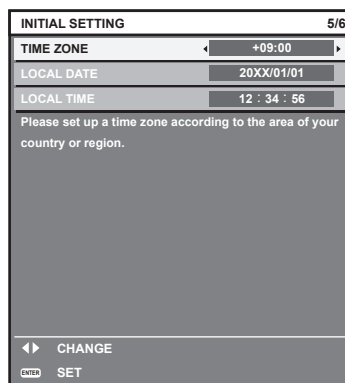 INITIAL SETTING 5/6
TIME ZONE +09:00
LOCAL DATE 20XX/01/01
LOCAL TIME 12 : 34 : 56
Please set up a time zone according to the area of your
country or region.
CHANGE
ENTER SET